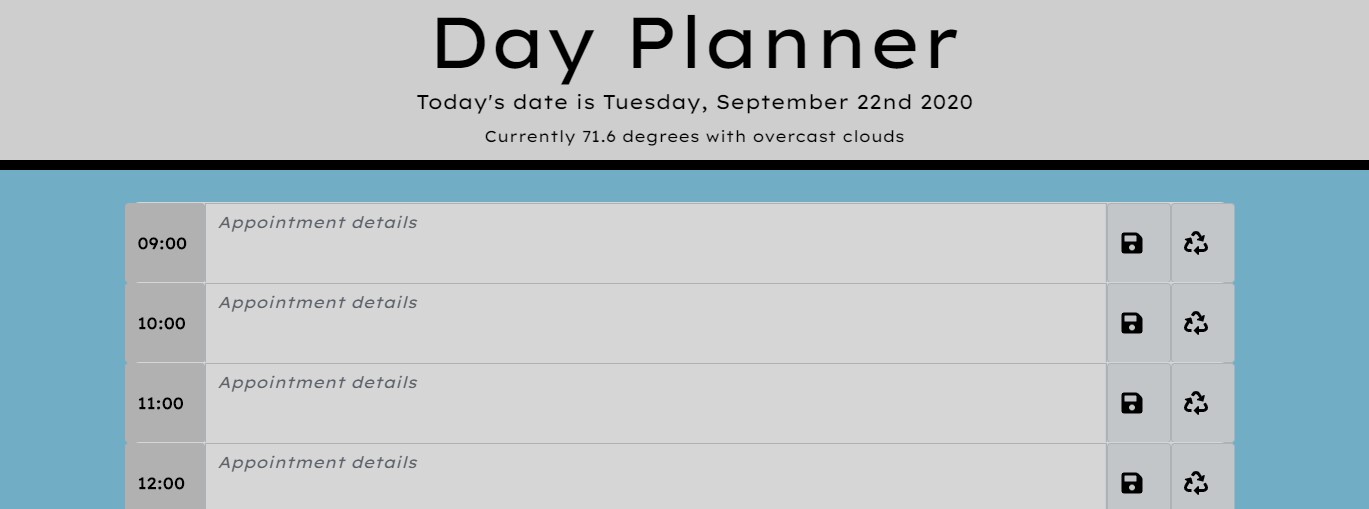 Day Planner
Today's date is Tuesday, September 22nd 2020
Currently 71.6 degrees with overcast clouds
09:00
Appointment details
10:00
Appointment details
11:00
Appointment details
12:00
Appointment details